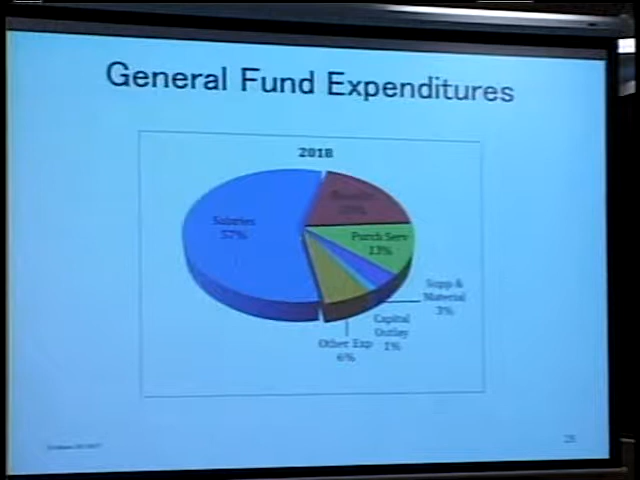 General Fund Expenditures
2018
Salaries
57%
Purch Serv
13%
Supp &
Material
3%
Capital
Outlay
1%
Other Exp
6%